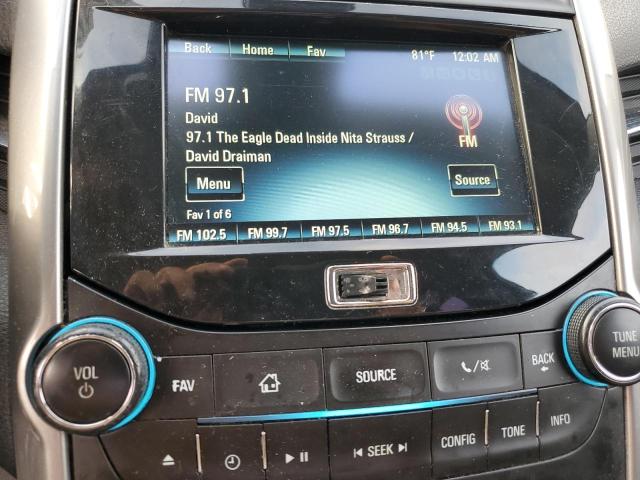 Back Home Fav 81°F 12:02 AM
FM 97.1
David
97.1 The Eagle Dead Inside Nita Strauss /
David Draiman
FM
Menu
Source
Fav 1 of 6
FM 102.5 FM 99.7 FM 97.5 FM 96.7 FM 94.5 FM 93.1
VOL
FAV
SOURCE
BACK
TUNE
MENU
SEEK
CONFIG
TONE
INFO